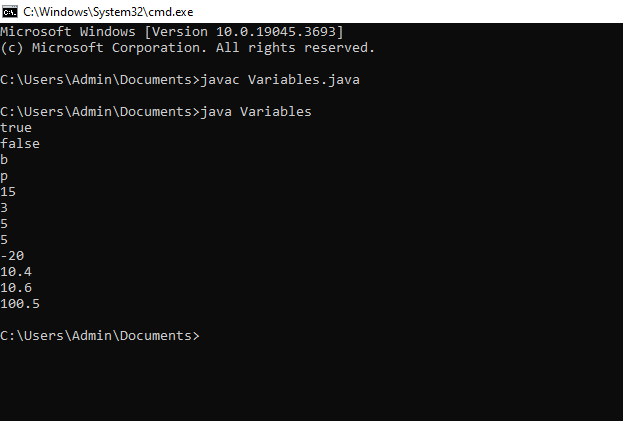 C:\Windows\System32\cmd.exe
Microsoft Windows [Version 10.0.19045.3693]
(c) Microsoft Corporation. All rights reserved.
C:\Users\Admin\Documents>javac Variables.java
C:\Users\Admin\Documents>java Variables
true
false
b
p
15
3
5
5
-20
10.4
10.6
100.5
C:\Users\Admin\Documents>